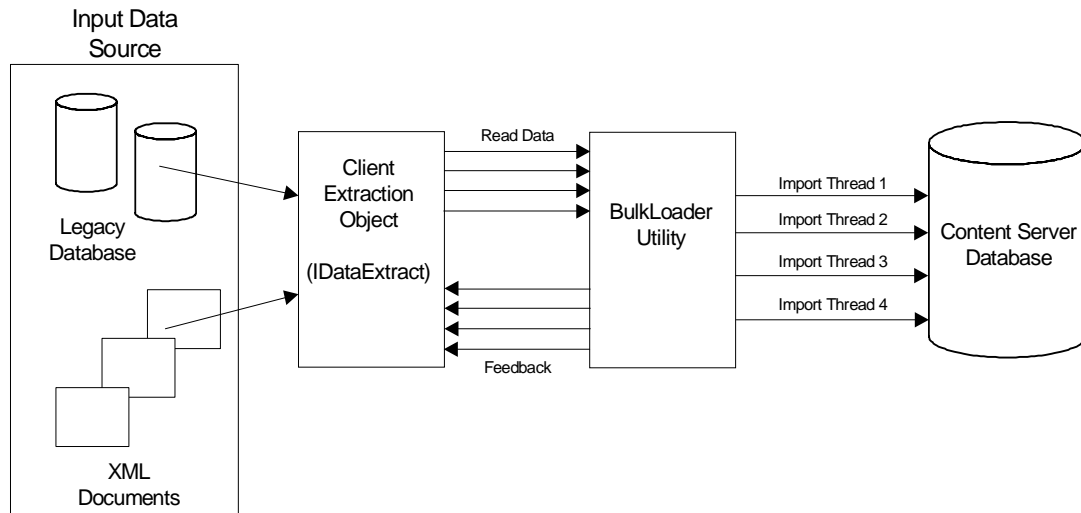 Input Data
Source
Legacy
Database
XML
Documents
Client
Extraction
Object
(IDataExtract)
Read Data
Feedback
BulkLoader
Utility
Import Thread 1
Import Thread 2
Import Thread 3
Import Thread 4
Content Server
Database